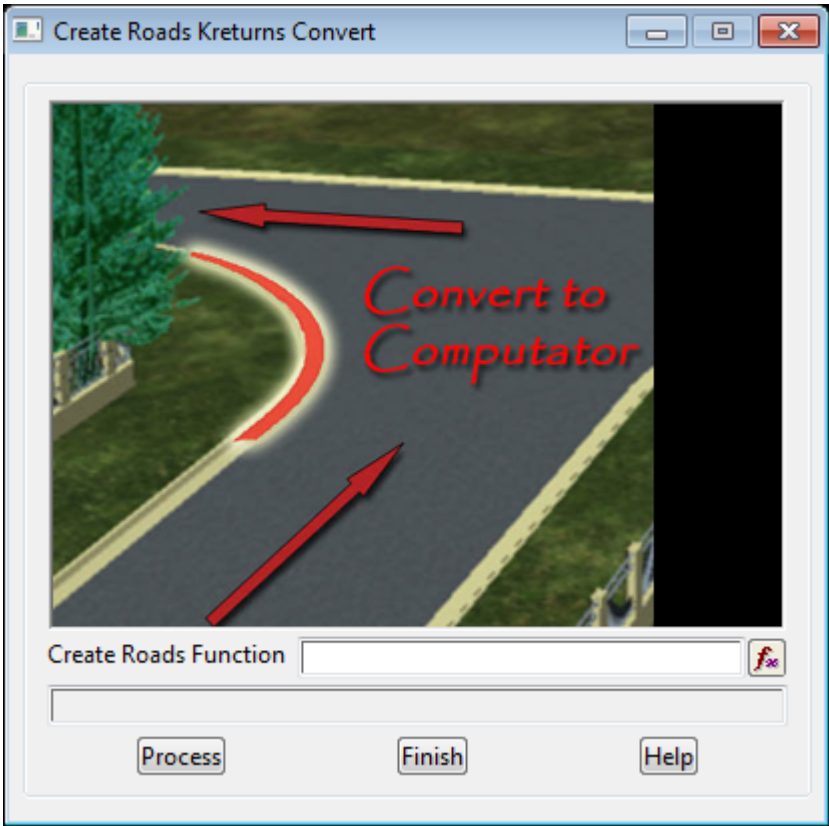 Create Roads Kreturns Convert
Convert to
Computator
Create Roads Function
Process Finish Help